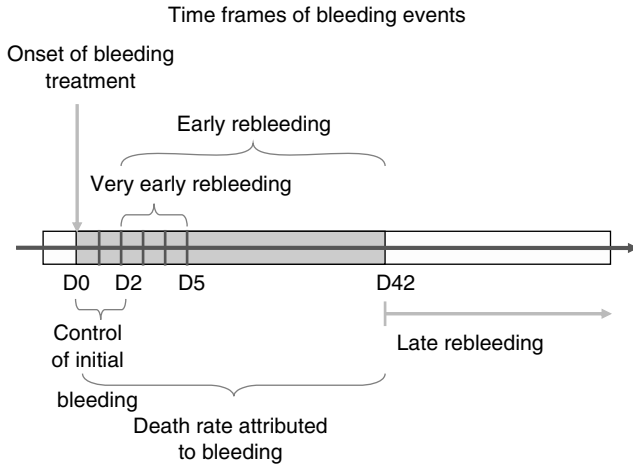 Time frames of bleeding events
Onset of bleeding
treatment
Early rebleeding
Very early rebleeding
D0
D2
D5
D42
Control
of initial
bleeding
Late rebleeding
Death rate attributed
to bleeding